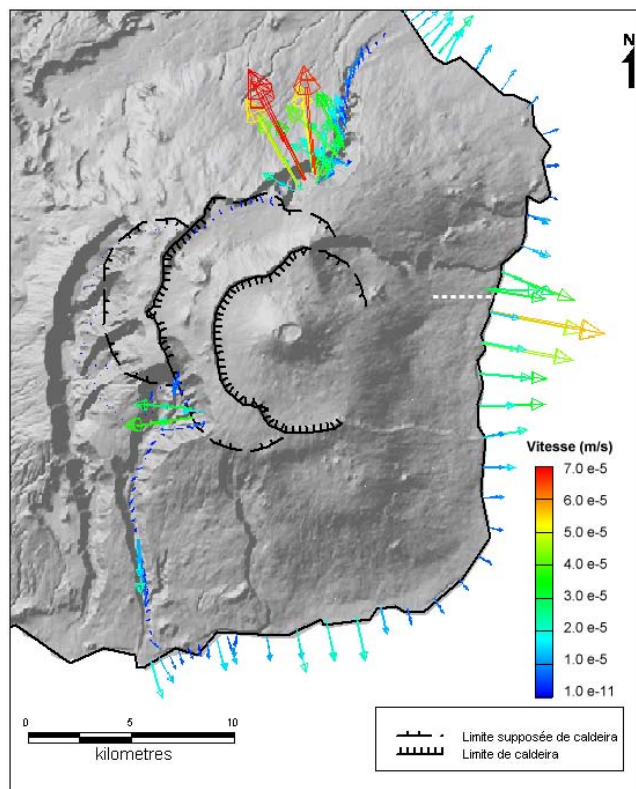 N
Vitesse (m/s)
7.0 e-5
6.0 e-5
5.0 e-5
4.0 e-5
3.0 e-5
2.0 e-5
1.0 e-5
1.0 e-11
0 5 10
kilometres
Limite supposée de caldeira
Limite de caldeira